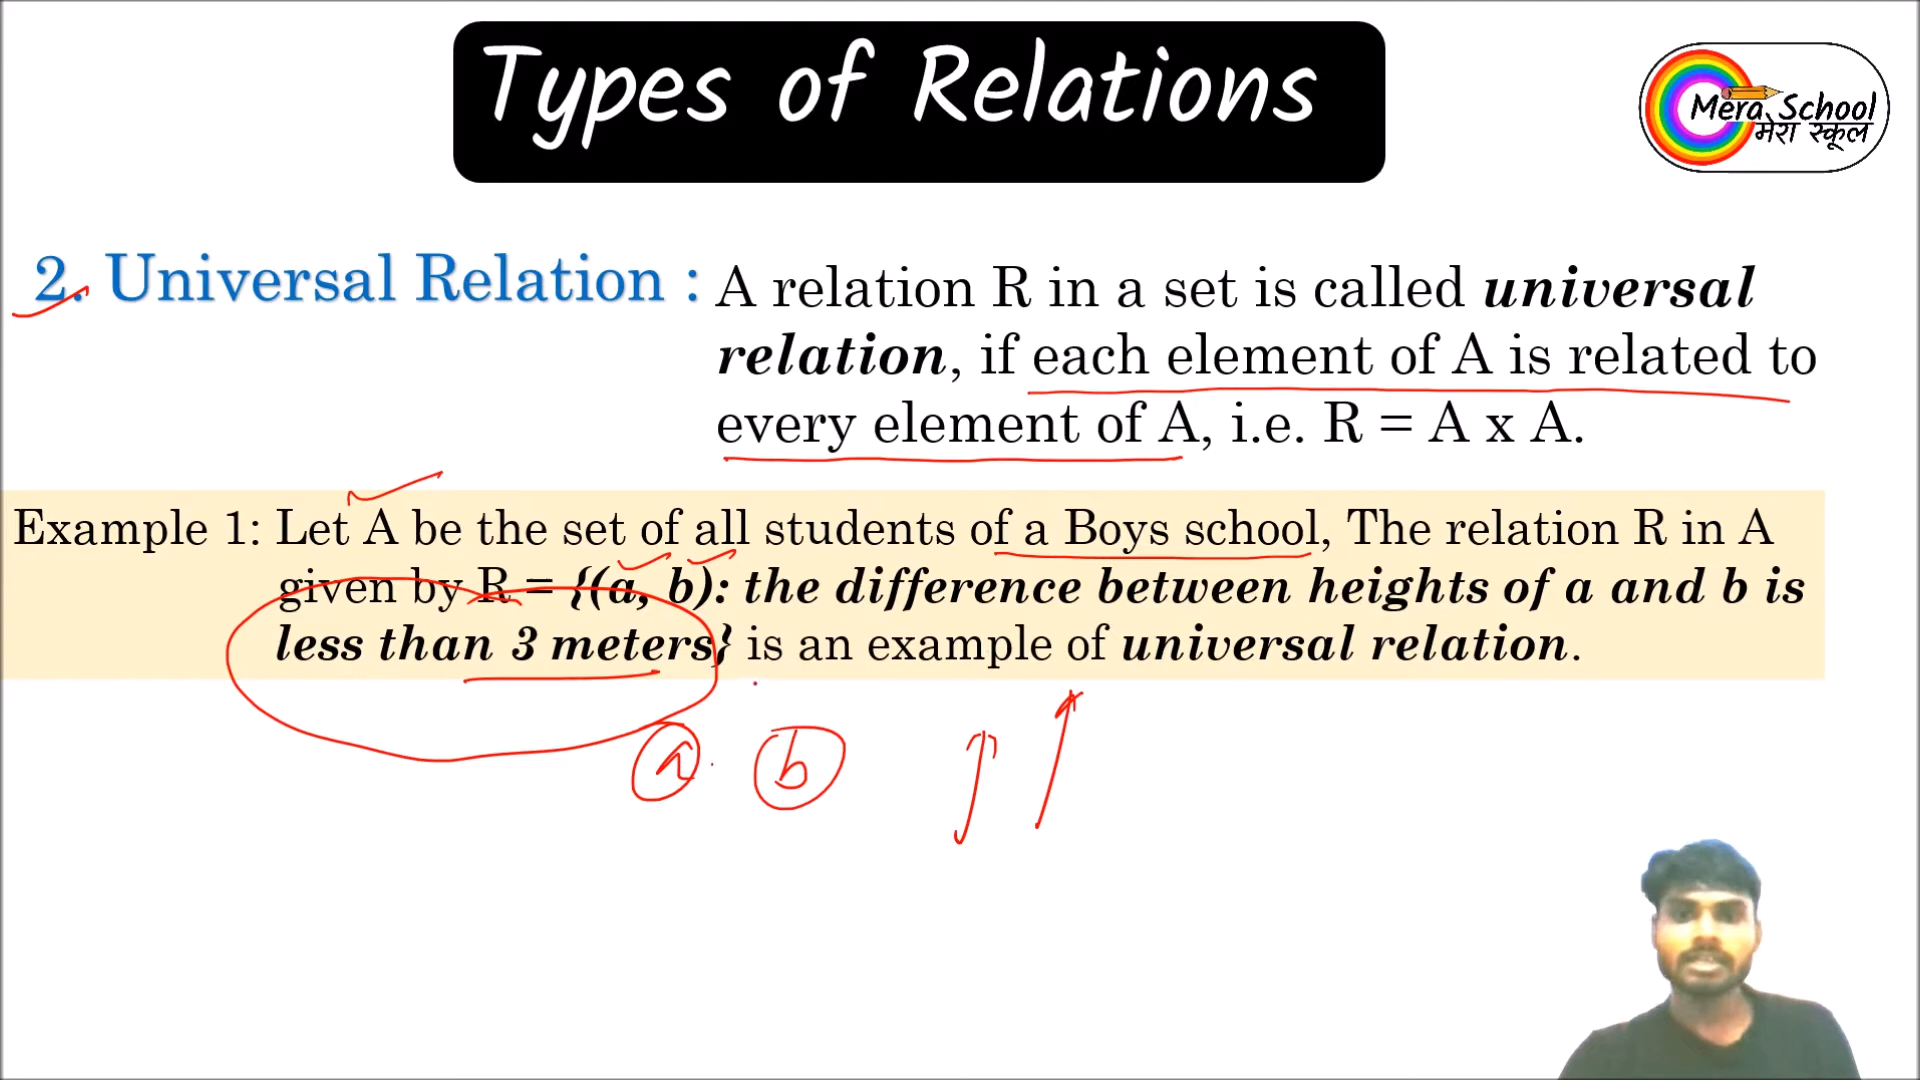 Types of Relations
Mera School
मेरा स्कूल
2. Universal Relation :
A relation R in a set is called universal
relation, if each element of A is related to
every element of A, i.e. R = A x A.
Example 1: Let A be the set of all students of a Boys school, The relation R in A
given by R = {(a, b): the difference between heights of a and b is
less than 3 meters} is an example of universal relation.
a b